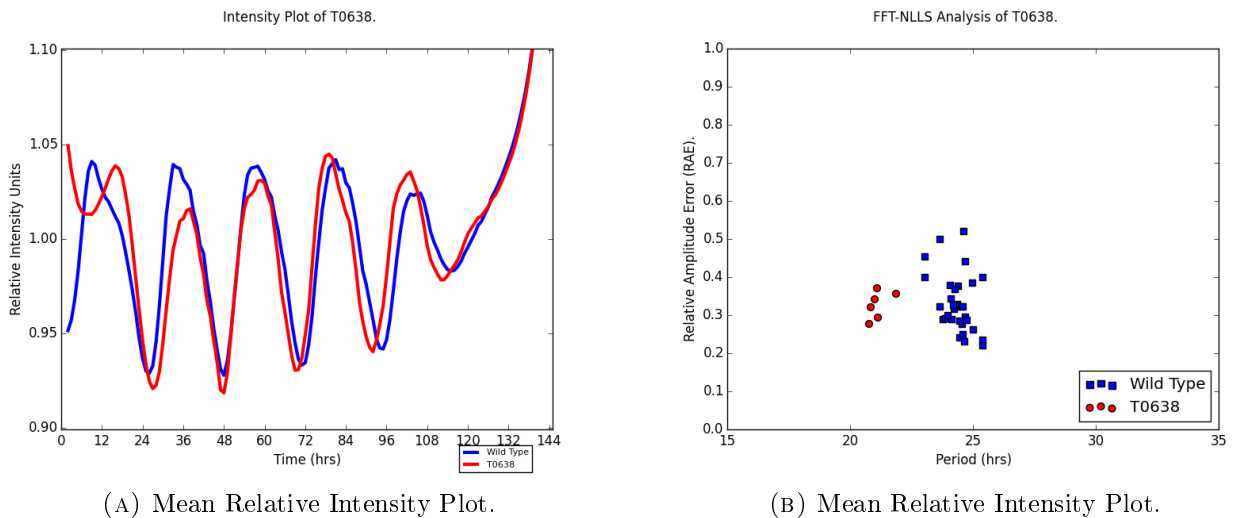 Intensity Plot of T0638.
1.10
1.05
1.00
0.95
0.90
Relative Intensity Units
0 12 24 36 48 60 72 84 96 108 120 132 144
Time (hrs)
Wild Type
T0638
(A) Mean Relative Intensity Plot.
FFT-NLLS Analysis of T0638.
1.0
0.9
0.8
0.7
0.6
0.5
0.4
0.3
0.2
0.1
0.0
Relative Amplitude Error (RAE).
15 20 25 30 35
Period (hrs)
Wild Type
T0638
(B) Mean Relative Intensity Plot.